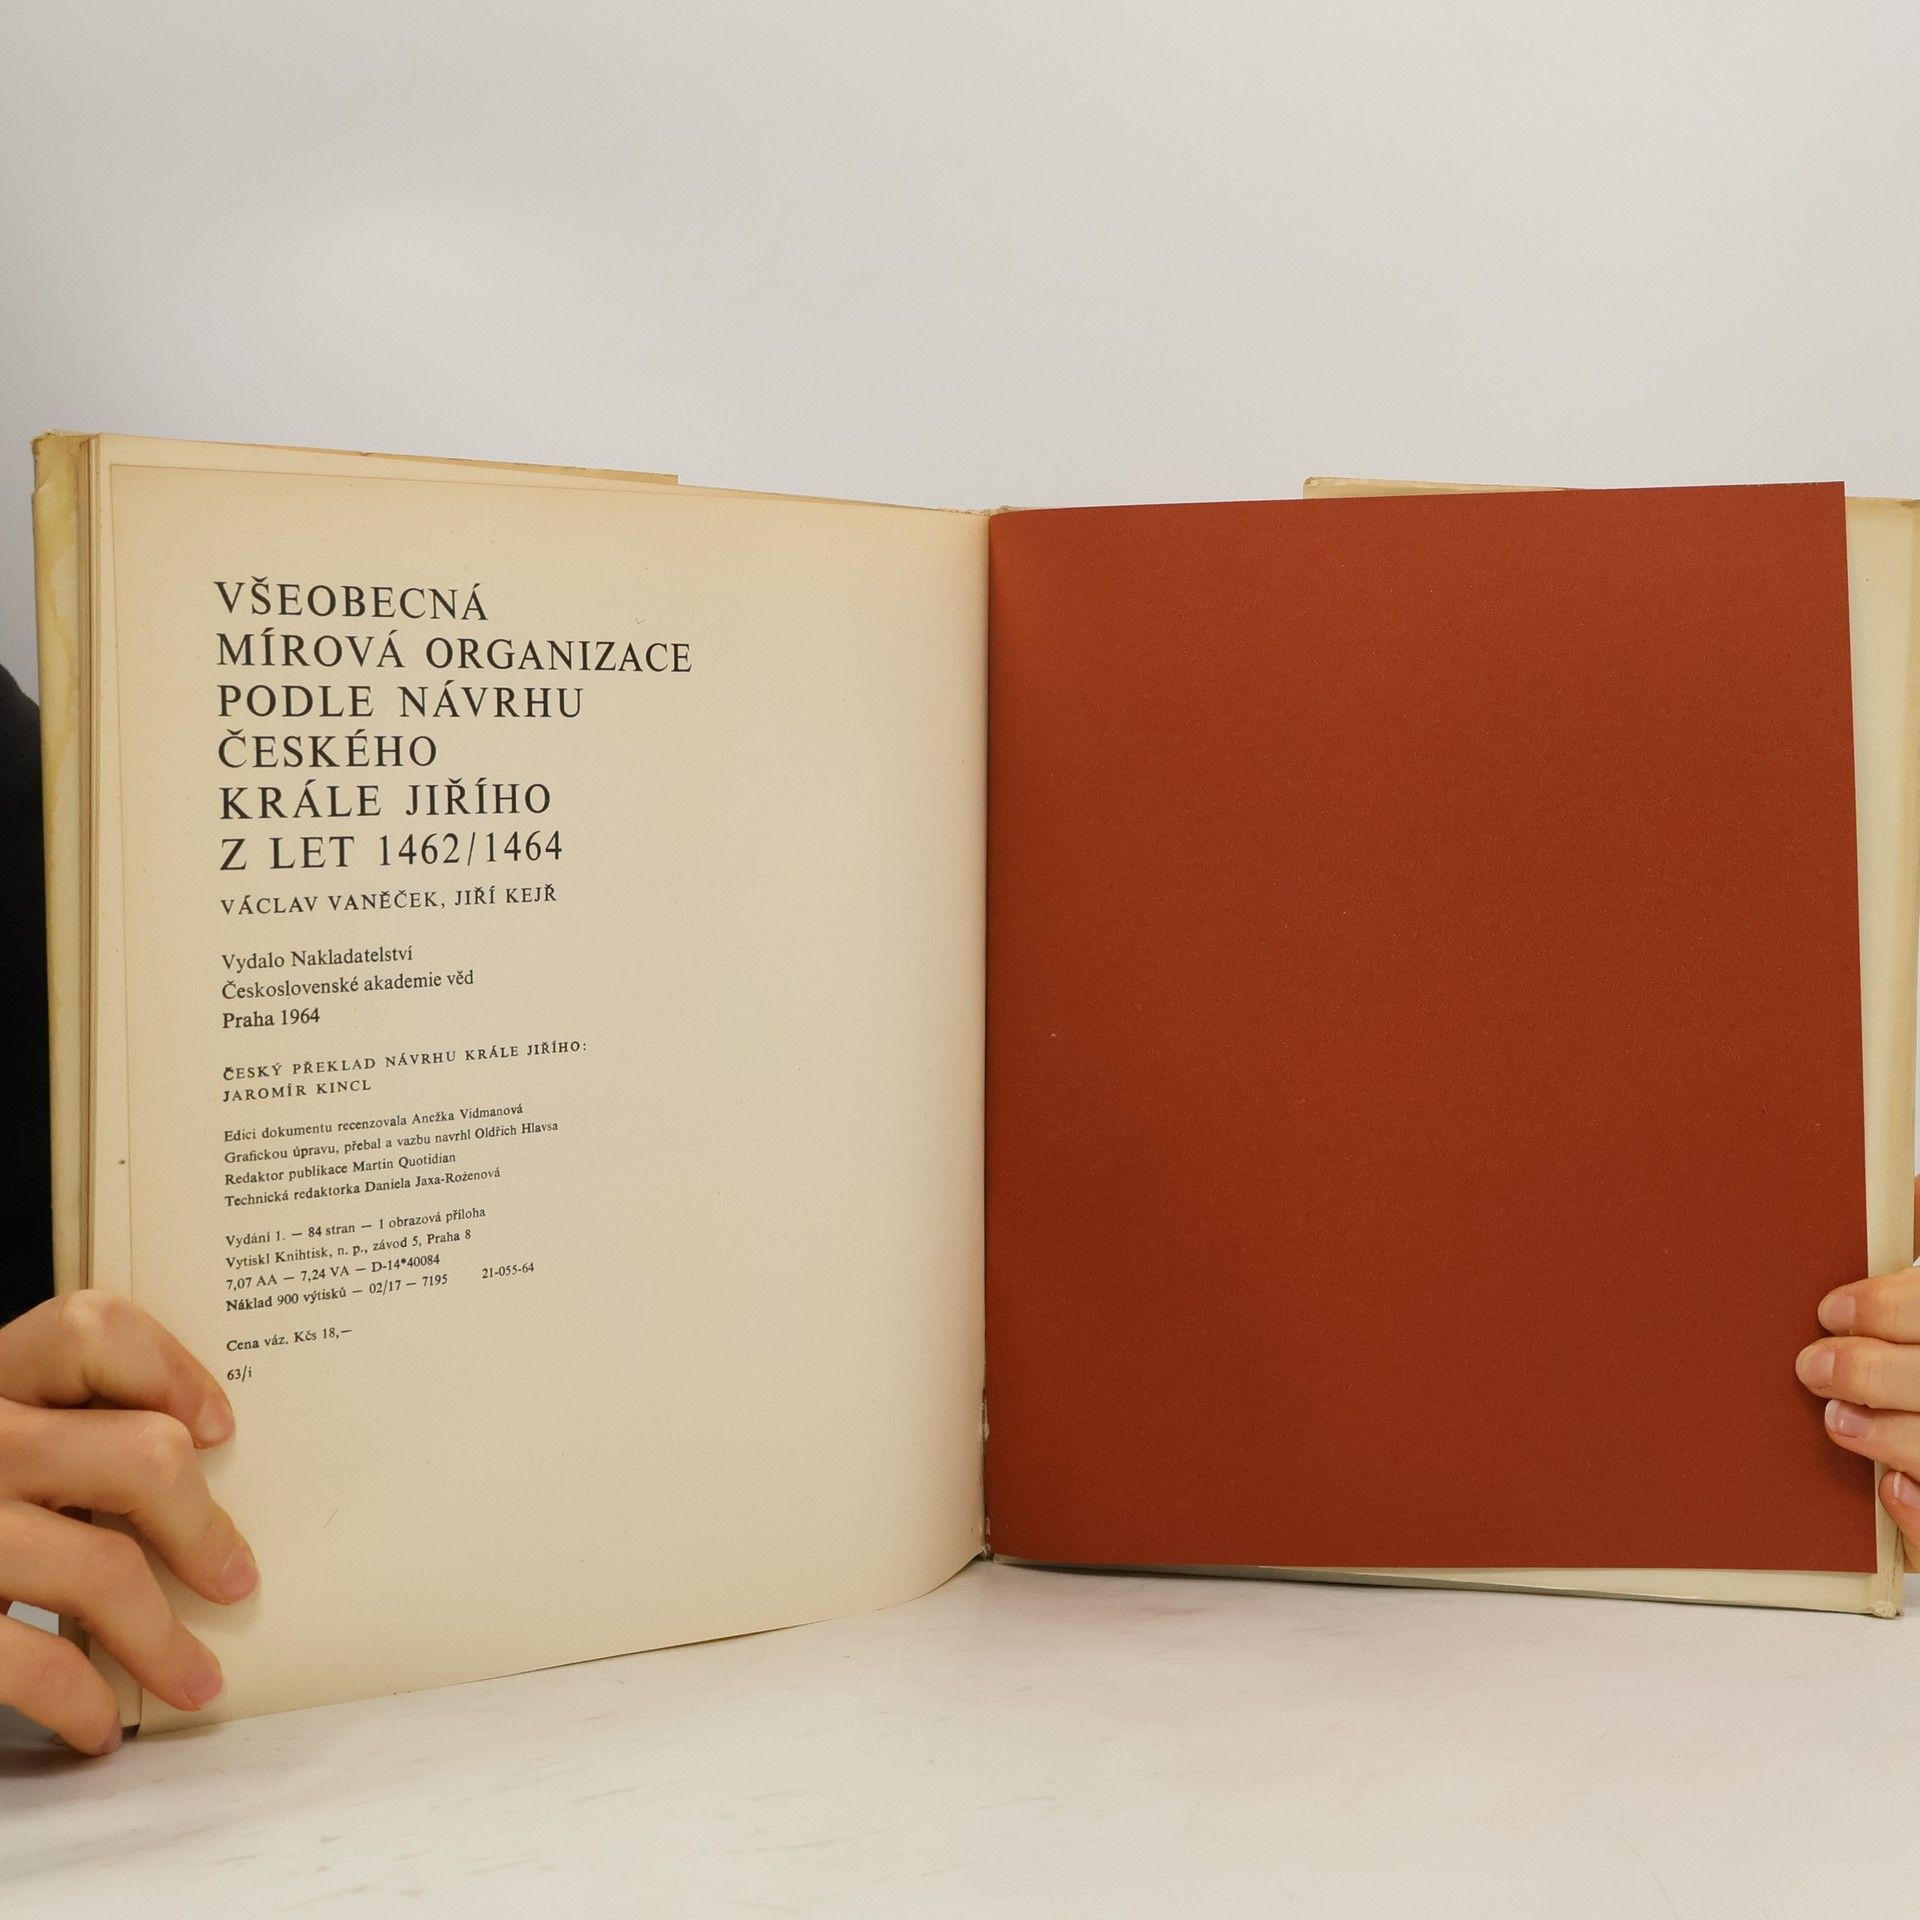 VŠEOBECNÁ
MÍROVÁ ORGANIZACE
PODLE NÁVRHU
ČESKÉHO
KRÁLE JIŘÍHO
Z LET 1462/1464
VÁCLAV VANĚČEK, JIŘÍ KEJŘ
Vydalo Nakladatelství
Československé akademie věd
Praha 1964
ČESKÝ PŘEKLAD NÁVRHU KRÁLE JIŘÍHO:
JAROMÍR KINCL
Edici dokumentu recenzovala Anežka Vidmanová
Grafickou úpravu, přebal a vazbu navrhl Oldřich Hlavsa
Redaktor publikace Martin Quotidian
Technická redaktorka Daniela Jaxa-Roženová
Vydání 1. — 84 stran — 1 obrazová příloha
Vytiskl Knihtisk, n. p., závod 5, Praha 8
7,07 AA — 7,24 VA — D-14*40084
Náklad 900 výtisků — 02/17 — 7195 21-055-64
Cena váz. Kčs 18,—
63/i